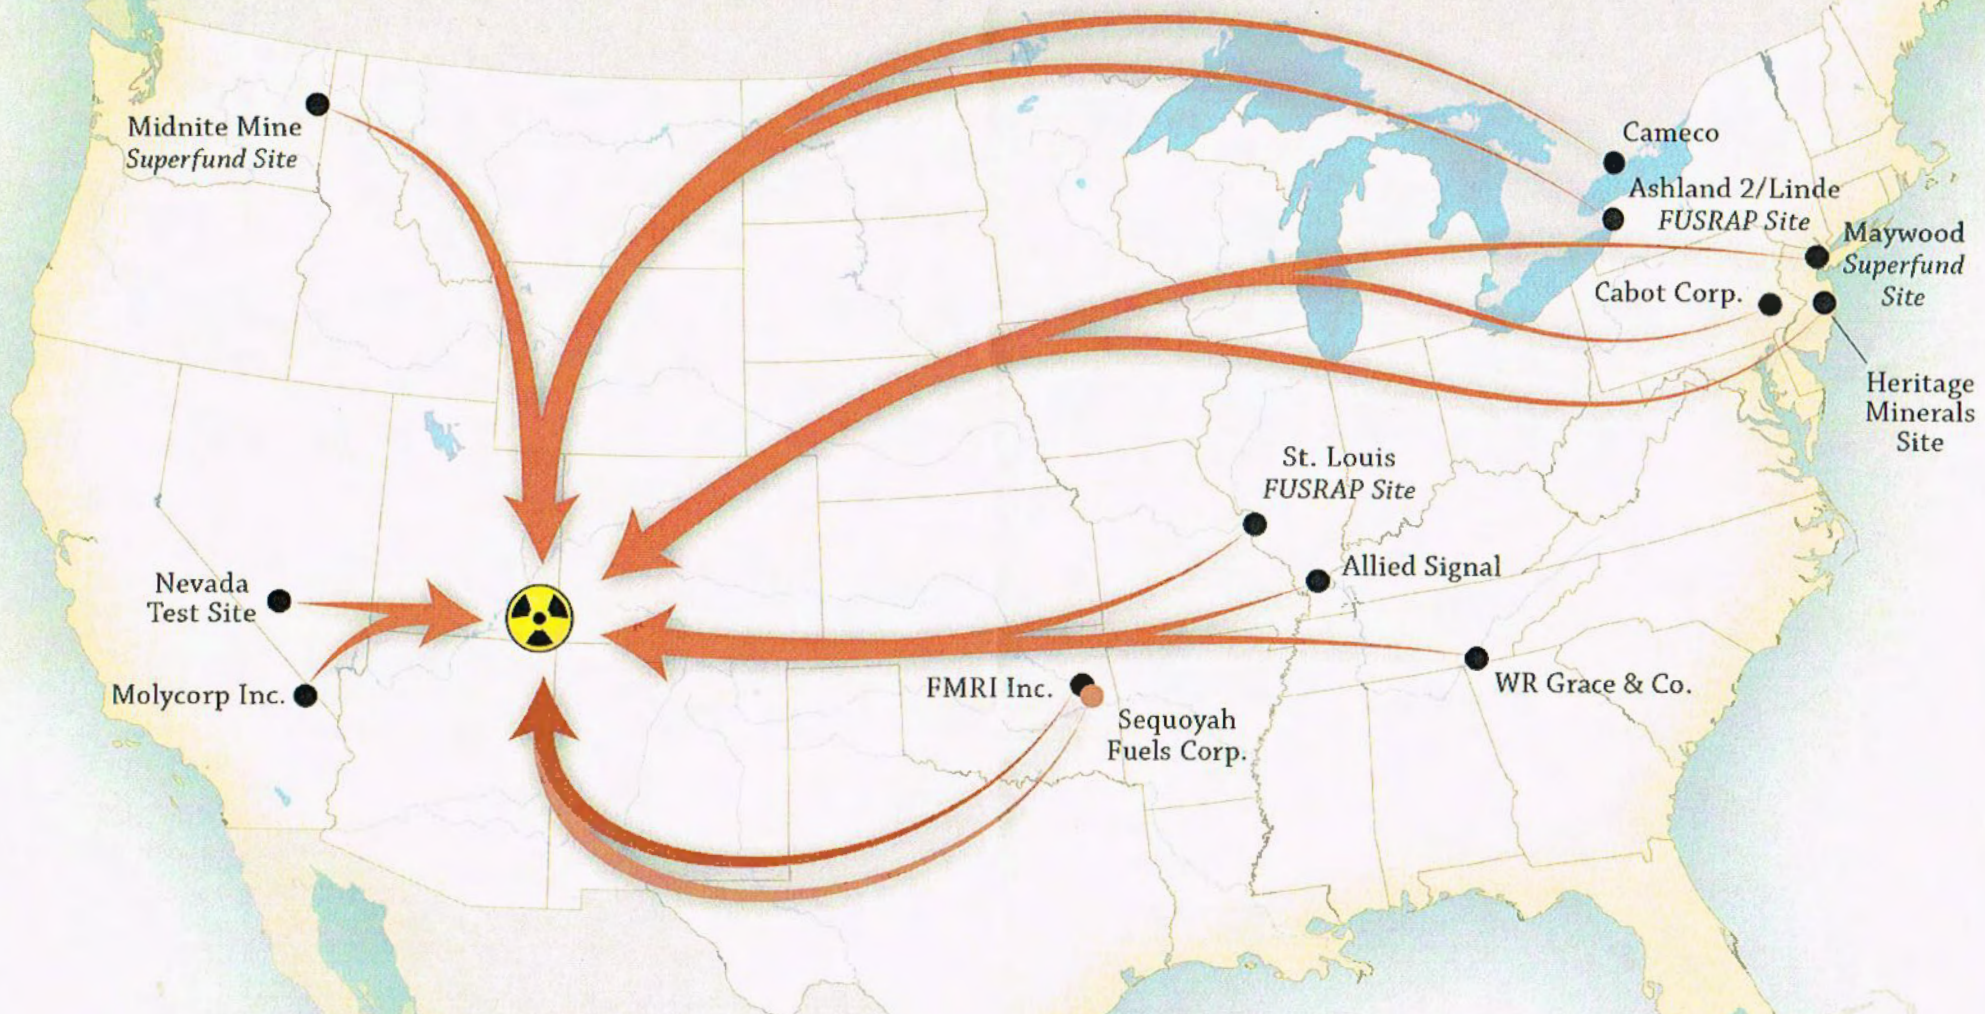 Midnite Mine
Superfund Site
Cameco
Ashland 2/Linde
FUSRAP Site
Maywood
Superfund
Site
Cabot Corp.
Heritage
Minerals
Site
St. Louis
FUSRAP Site
Allied Signal
Nevada
Test Site
Molycorp Inc.
FMRI Inc.
WR Grace & Co.
Sequoyah
Fuels Corp.